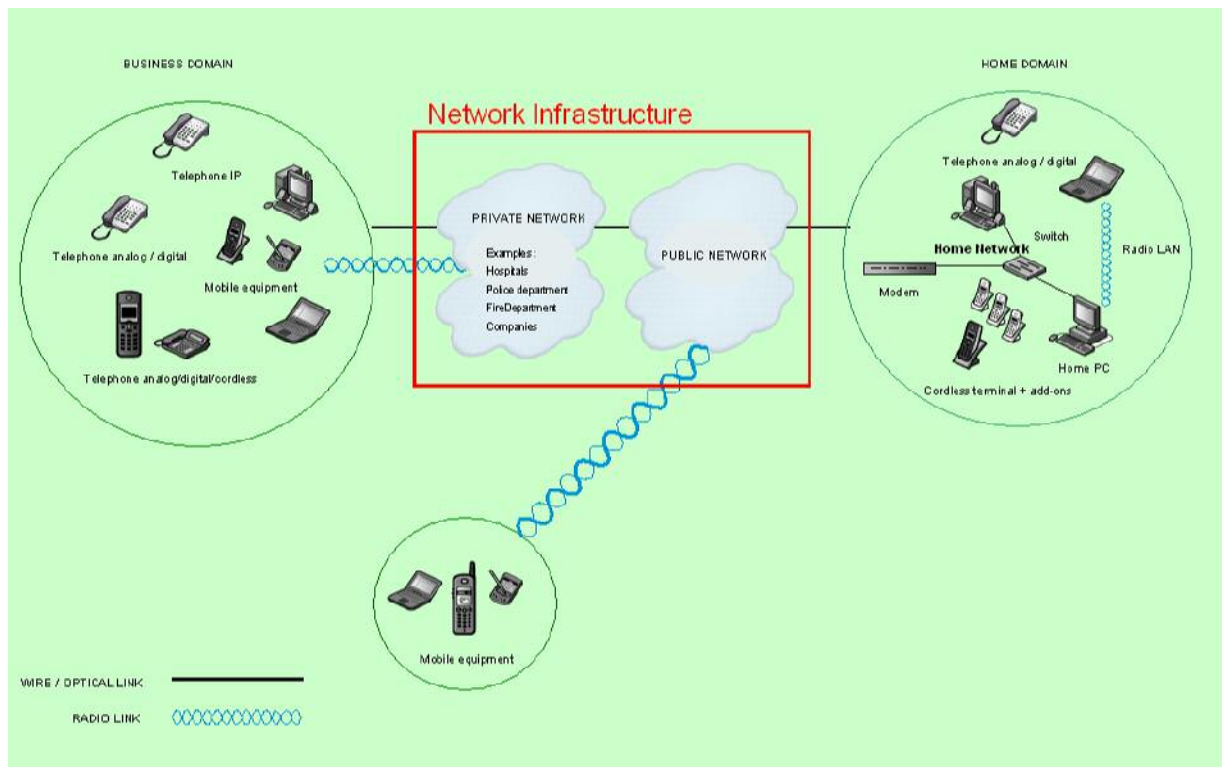 BUSINESS DOMAIN
HOME DOMAIN
Network Infrastructure
Telephone IP
Telephone analog / digital
Mobile equipment
Telephone analog/digital/cordless
PRIVATE NETWORK
Examples:
Hospitals
Police department
FireDepartment
Companies
PUBLIC NETWORK
Telephone analog / digital
Switch
Home Network
Radio LAN
Modem
Home PC
Cordless terminal + add-ons
Mobile equipment
WIRE / OPTICAL LINK
RADIO LINK